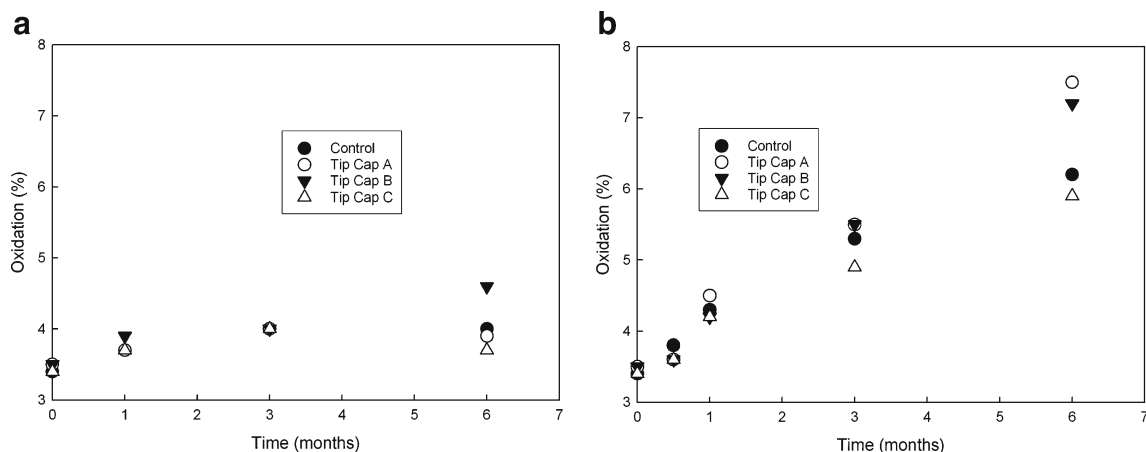 a
8
7
6
5
4
3
Oxidation (%)
Control
Tip Cap A
Tip Cap B
Tip Cap C
0 1 2 3 4 5 6 7
Time (months)
b
8
7
6
5
4
3
Oxidation (%)
Control
Tip Cap A
Tip Cap B
Tip Cap C
0 1 2 3 4 5 6 7
Time (months)